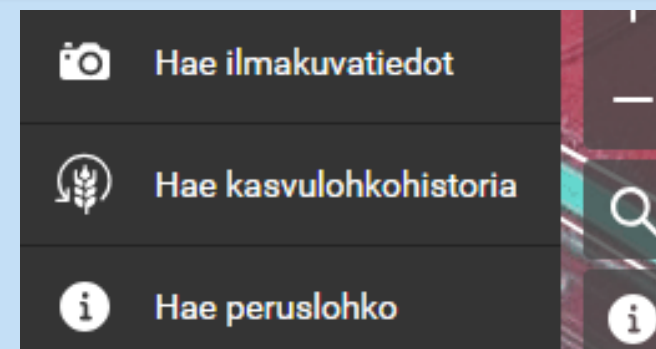 Hae ilmakuvatiedot
Hae kasvulohkohistoria
Hae peruslohko